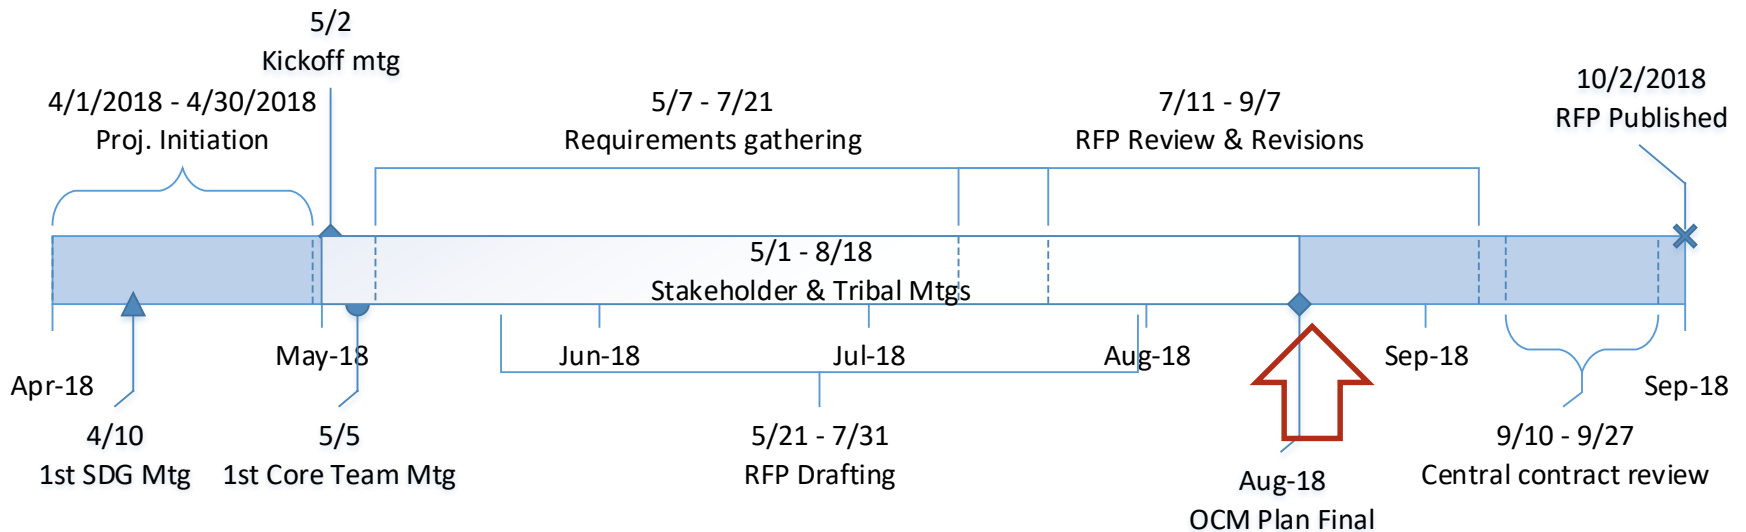 5/2
Kickoff mtg
4/1/2018 - 4/30/2018
Proj. Initiation
5/7 - 7/21
Requirements gathering
7/11 - 9/7
RFP Review & Revisions
10/2/2018
RFP Published
5/1 - 8/18
Stakeholder & Tribal Mtgs
Apr-18
May-18
Jun-18
Jul-18
Aug-18
Sep-18
Sep-18
4/10
1st SDG Mtg
5/5
1st Core Team Mtg
5/21 - 7/31
RFP Drafting
Aug-18
OCM Plan Final
9/10 - 9/27
Central contract review